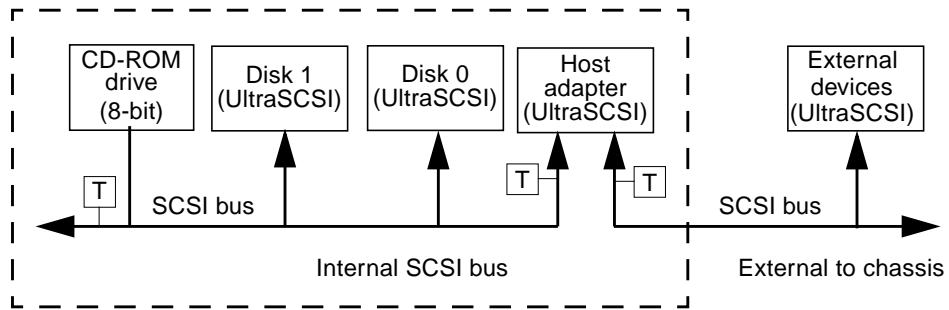 CD-ROM
drive
(8-bit)
Disk 1
(UltraSCSI)
Disk 0
(UltraSCSI)
Host
adapter
(UltraSCSI)
External
devices
(UltraSCSI)
T
T
T
SCSI bus
SCSI bus
Internal SCSI bus
External to chassis